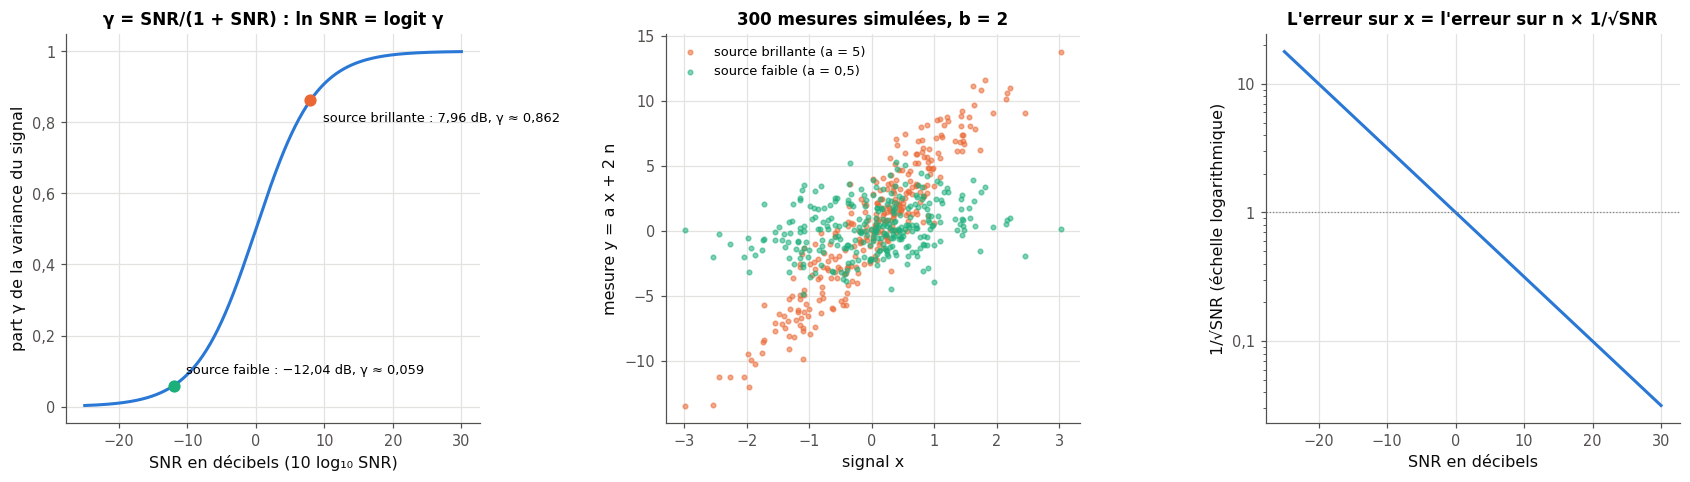 γ = SNR/(1 + SNR) : ln SNR = logit γ
part γ de la variance du signal
1
0,8
0,6
0,4
0,2
0
source brillante : 7,96 dB, γ ≈ 0,862
source faible : −12,04 dB, γ ≈ 0,059
−20 −10 0 10 20 30
SNR en décibels (10 log₁₀ SNR)
300 mesures simulées, b = 2
mesure y = a x + 2 n
15
10
5
0
−5
−10
source brillante (a = 5)
source faible (a = 0,5)
−3 −2 −1 0 1 2 3
signal x
L'erreur sur x = l'erreur sur n × 1/√SNR
1/√SNR (échelle logarithmique)
10
1
0,1
−20 −10 0 10 20 30
SNR en décibels